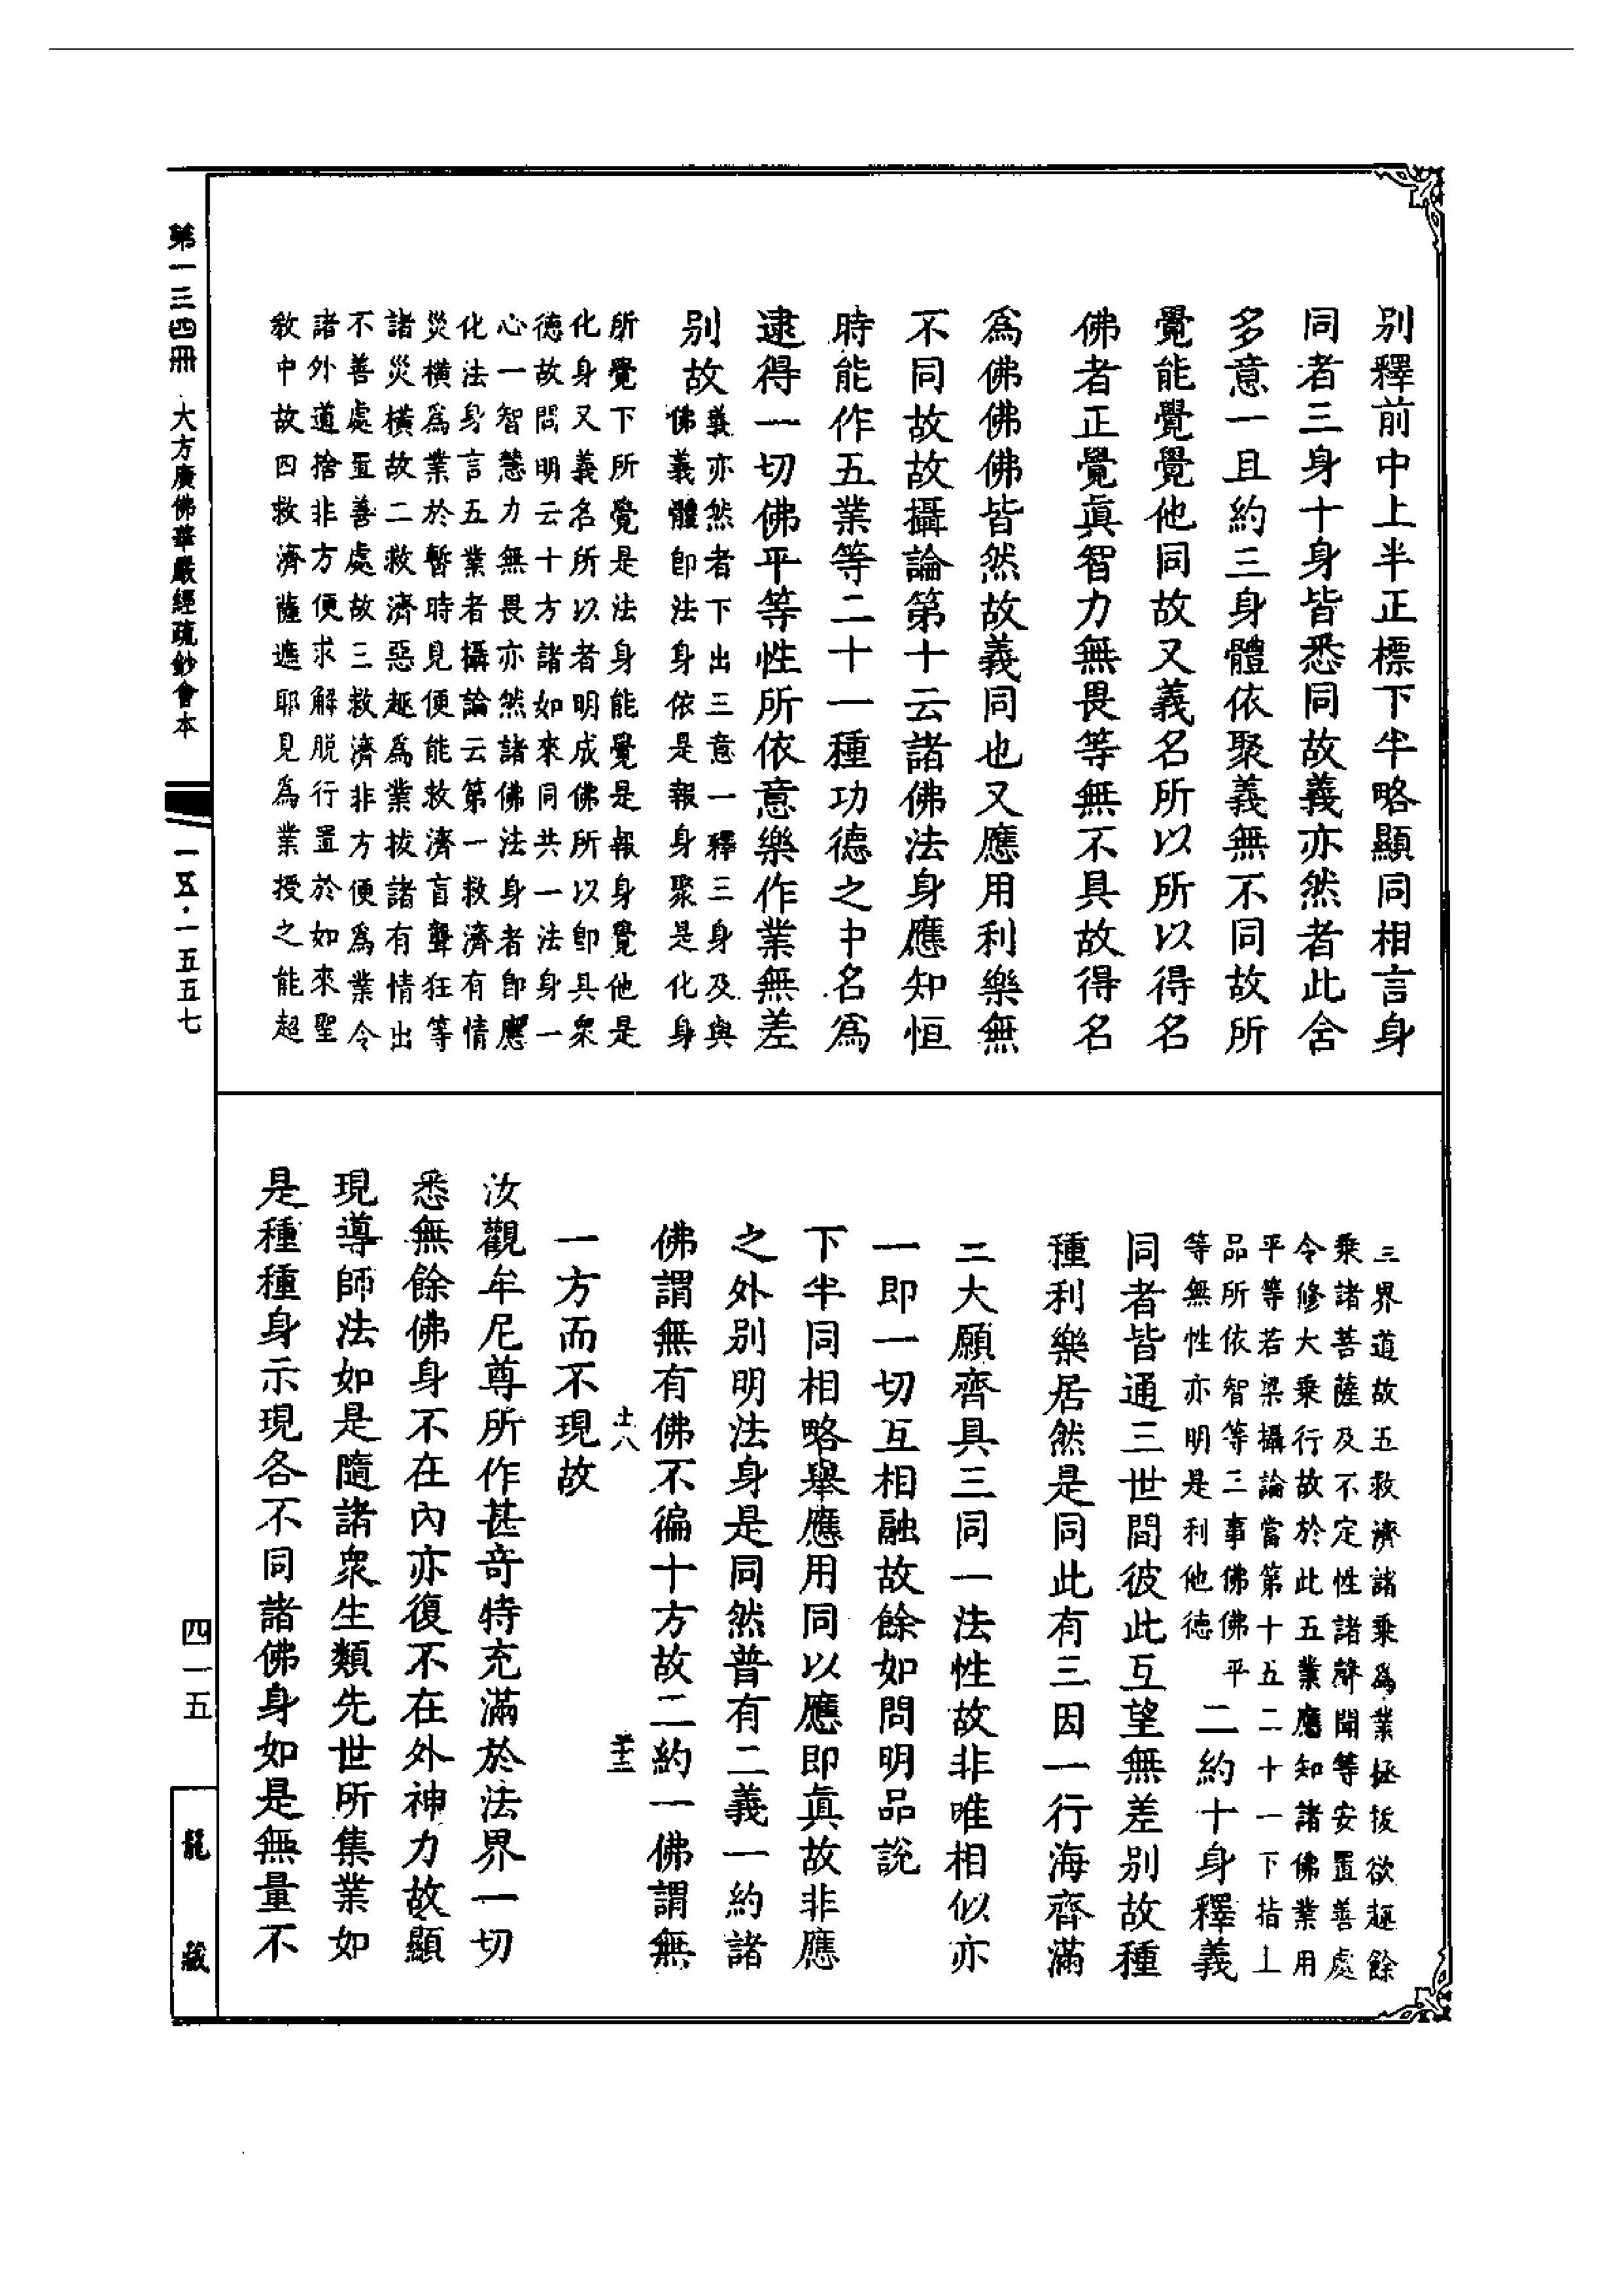 別釋前中上半正標下半略顯同相言身
同者三身十身皆悉同故義亦然者此含
多意一且約三身體依聚義無不同故所
覺能覺覺他同故又義名所以所以得名
佛者正覺眞智力無畏等無不具故得名
爲佛佛佛皆然故義同也又應用利樂無
不同故故攝論第十云諸佛法身應知恒
時能作五業等二十一種功德之中名爲
逮得一切佛平等性所依意樂作業無差
別故
義亦然者下出三意一釋三身及與
佛義體即法身依是報身聚是化身
所覺下所覺是法身能覺是報身覺他是
化身又義名所以者明成佛所以即具衆
德故問明云十方諸如來同共一法身一
心一智慧力無畏亦然諸佛法身者即應
化法身言五業者攝論云第一救濟有情
災橫爲業於暫時見便能救濟盲聾狂等
諸災橫故二救濟惡趣爲業拔諸有情出
不善處置善處故三救濟非方便爲業令
諸外道捨非方便求解脱行置於如來聖
教中故四救濟薩迦耶見爲業授之能超
三界道故五救濟諸乘爲業拯拔欲趣餘
乘諸菩薩及不定性諸聲聞等安置善處
令修大乘行故於此五業應知諸佛業用
平等若梁攝論當第十五二十一下指上
品所依智等三事佛佛平
等無性亦明是利他德
二約十身釋義
同者皆通三世間彼此互望無差別故種
種利樂居然是同此有三因一行海齊滿
二大願齊具三同一法性故非唯相似亦
一即一切互相融故餘如問明品說
下半同相略舉應用同以應即眞故非應
之外別明法身是同然普有二義一約諸
佛謂無有佛不徧十方故二約一佛謂無
一方而不現故
汝觀牟尼尊所作甚奇特充滿於法界一切
悉無餘佛身不在內亦復不在外神力故顯
現導師法如是隨諸衆生類先世所集業如
是種種身示現各不同諸佛身如是無量不
第一三四冊 大方廣佛華嚴經疏鈔會本
一五·一五五七
四一五
龍藏